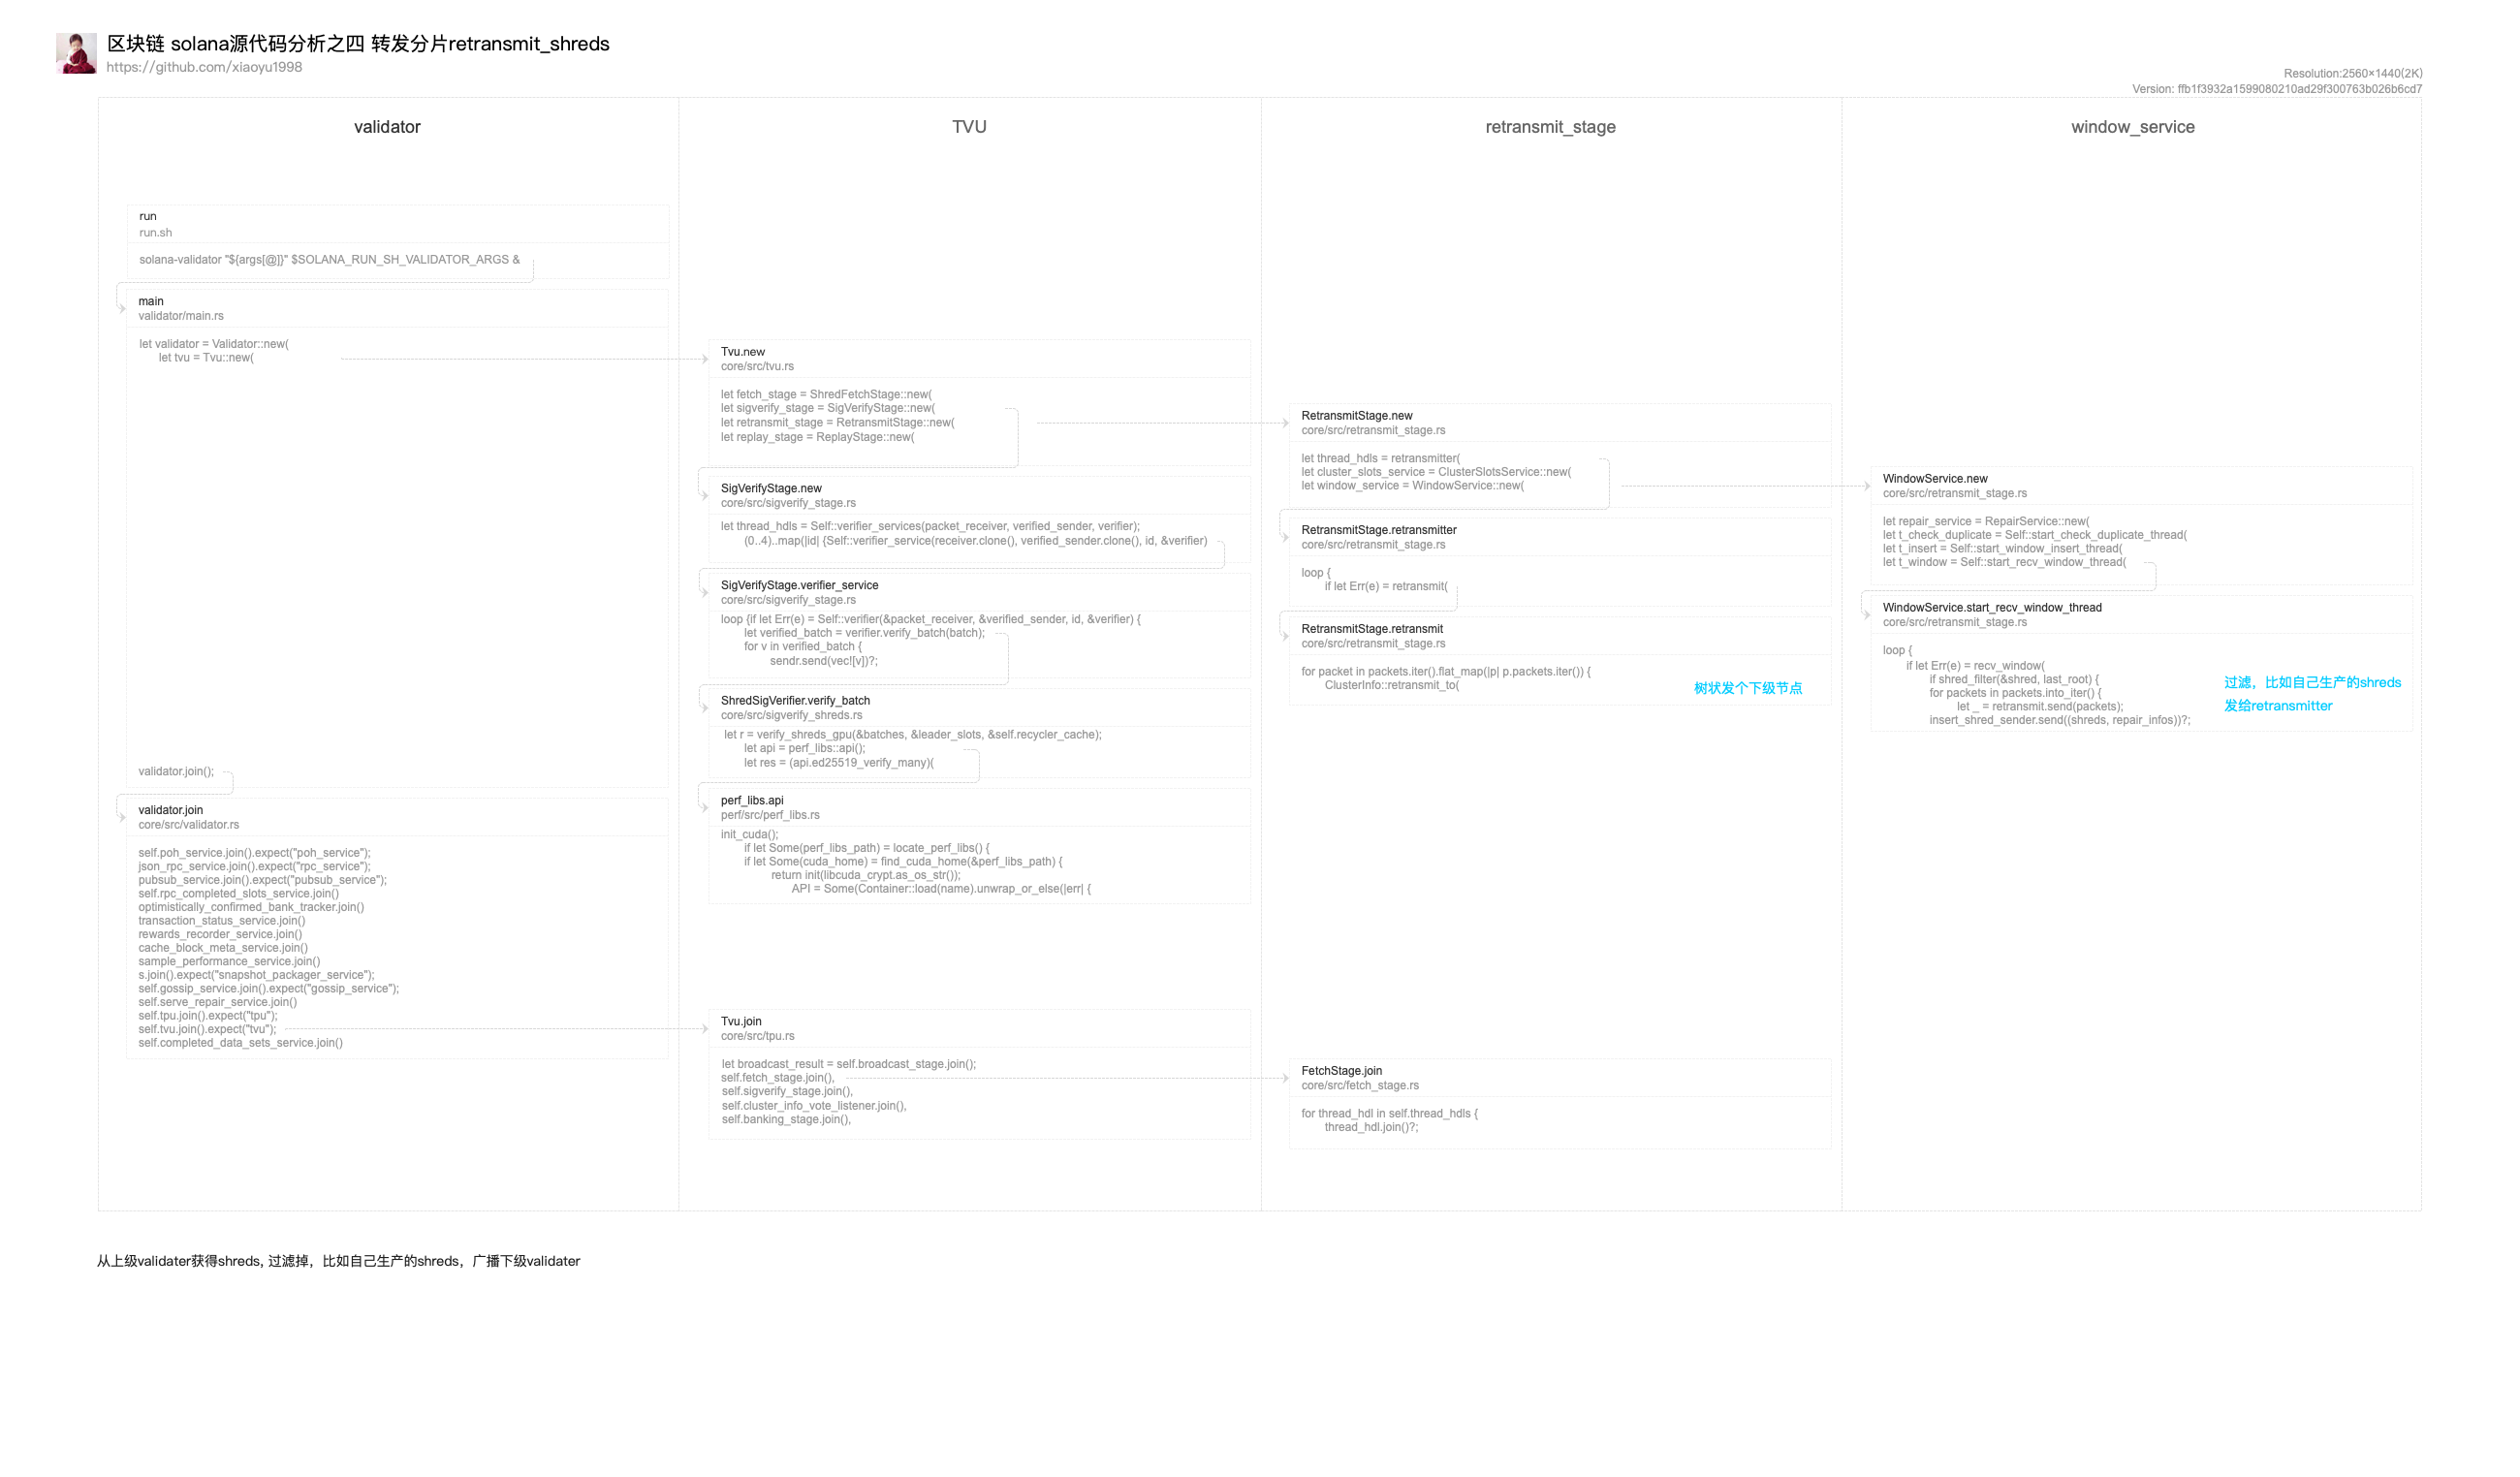 区块链 solana源代码分析之四 转发分片retransmit_shreds
https://github.com/xiaoyu1998
Resolution:2560×1440(2K)
Version: ffb1f3932a1599080210ad29f300763b026b6cd7
validator
run
run.sh
solana-validator "${args[@]}" $SOLANA_RUN_SH_VALIDATOR_ARGS &
main
validator/main.rs
let validator = Validator::new(
let tvu = Tvu::new(
validator.join();
validator.join
core/src/validator.rs
self.poh_service.join().expect("poh_service");
json_rpc_service.join().expect("rpc_service");
pubsub_service.join().expect("pubsub_service");
self.rpc_completed_slots_service.join()
optimistically_confirmed_bank_tracker.join()
transaction_status_service.join()
rewards_recorder_service.join()
cache_block_meta_service.join()
sample_performance_service.join()
s.join().expect("snapshot_packager_service");
self.gossip_service.join().expect("gossip_service");
self.serve_repair_service.join()
self.tpu.join().expect("tpu");
self.tvu.join().expect("tvu");
self.completed_data_sets_service.join()
TVU
Tvu.new
core/src/tvu.rs
let fetch_stage = ShredFetchStage::new(
let sigverify_stage = SigVerifyStage::new(
let retransmit_stage = RetransmitStage::new(
let replay_stage = ReplayStage::new(
SigVerifyStage.new
core/src/sigverify_stage.rs
let thread_hdls = Self::verifier_services(packet_receiver, verified_sender, verifier);
(0..4)..map(|id| {Self::verifier_service(receiver.clone(), verified_sender.clone(), id, &verifier)
SigVerifyStage.verifier_service
core/src/sigverify_stage.rs
loop {if let Err(e) = Self::verifier(&packet_receiver, &verified_sender, id, &verifier) {
let verified_batch = verifier.verify_batch(batch);
for v in verified_batch {
sendr.send(vec![v])?;
ShredSigVerifier.verify_batch
core/src/sigverify_shreds.rs
let r = verify_shreds_gpu(&batches, &leader_slots, &self.recycler_cache);
let api = perf_libs::api();
let res = (api.ed25519_verify_many)(
perf_libs.api
perf/src/perf_libs.rs
init_cuda();
if let Some(perf_libs_path) = locate_perf_libs() {
if let Some(cuda_home) = find_cuda_home(&perf_libs_path) {
return init(libcuda_crypt.as_os_str());
API = Some(Container::load(name).unwrap_or_else(|err| {
Tvu.join
core/src/tpu.rs
let broadcast_result = self.broadcast_stage.join();
self.fetch_stage.join(),
self.sigverify_stage.join(),
self.cluster_info_vote_listener.join(),
self.banking_stage.join(),
retransmit_stage
RetransmitStage.new
core/src/retransmit_stage.rs
let thread_hdls = retransmitter(
let cluster_slots_service = ClusterSlotsService::new(
let window_service = WindowService::new(
RetransmitStage.retransmitter
core/src/retransmit_stage.rs
loop {
if let Err(e) = retransmit(
RetransmitStage.retransmit
core/src/retransmit_stage.rs
for packet in packets.iter().flat_map(|p| p.packets.iter()) {
ClusterInfo::retransmit_to(
树状发个下级节点
FetchStage.join
core/src/fetch_stage.rs
for thread_hdl in self.thread_hdls {
thread_hdl.join()?;
window_service
WindowService.new
core/src/retransmit_stage.rs
let repair_service = RepairService::new(
let t_check_duplicate = Self::start_check_duplicate_thread(
let t_insert = Self::start_window_insert_thread(
let t_window = Self::start_recv_window_thread(
WindowService.start_recv_window_thread
core/src/retransmit_stage.rs
loop {
if let Err(e) = recv_window(
if shred_filter(&shred, last_root) {
for packets in packets.into_iter() {
let _ = retransmit.send(packets);
insert_shred_sender.send((shreds, repair_infos))?;
过滤，比如自己生产的shreds
发给retransmitter
从上级validater获得shreds, 过滤掉，比如自己生产的shreds，广播下级validater